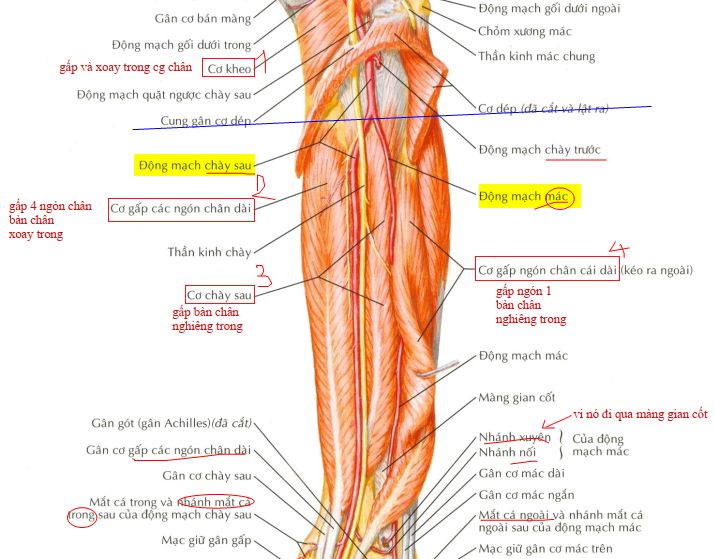 Gân cơ bán màng
Động mạch gối dưới trong
gấp và xoay trong cg chân
Cơ kheo
1
Động mạch quặt ngược chày sau
Cung gân cơ dép
Động mạch chày sau
2
gấp 4 ngón chân
bàn chân
xoay trong
Cơ gấp các ngón chân dài
Thần kinh chày
3
Cơ chày sau
gấp bàn chân
nghiêng trong
Gân gót (gân Achilles)(đã cắt)
Gân cơ gấp các ngón chân dài
Gân cơ chày sau
Mắt cá trong và nhánh mắt cá
trong sau của động mạch chày sau
Mạc giữ gân gấp
Động mạch gối dưới ngoài
Chỏm xương mác
Thần kinh mác chung
Cơ dép (đã cắt và lật ra)
Động mạch chày trước
Động mạch mác
4
Cơ gấp ngón chân cái dài (kéo ra ngoài)
gấp ngón 1
bàn chân
nghiêng trong
Động mạch mác
Màng gian cốt
vì nó đi qua màng gian cốt
Nhánh xuyên
Nhánh nối
Của động
mạch mác
Gân cơ mác dài
Gân cơ mác ngắn
Mắt cá ngoài và nhánh mắt cá
ngoài sau của động mạch mác
Mạc giữ gân cơ mác trên